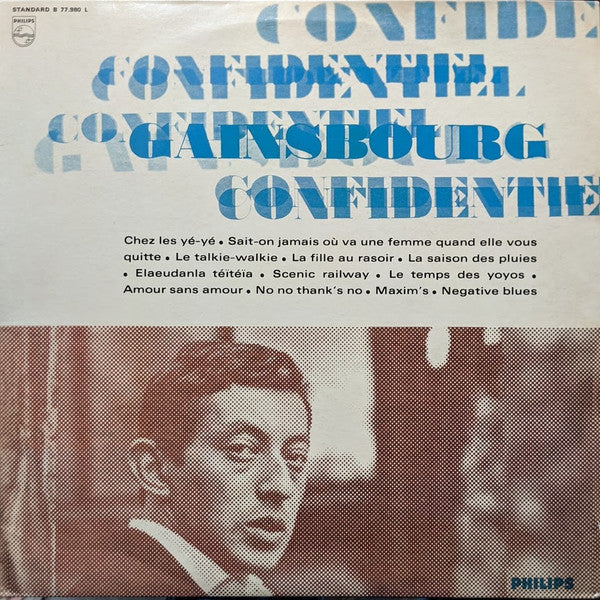 STANDARD B 77.980 L
PHILIPS
CONFIDE
CONFIDENTIEL
CONFIDENTIEL
GAINSBOURG
CONFIDENTIE
Chez les yé-yé • Sait-on jamais où va une femme quand elle vous
quitte • Le talkie-walkie • La fille au rasoir • La saison des pluies
• Elaeudanla téïtéïa • Scenic railway • Le temps des yoyos •
Amour sans amour • No no thank's no • Maxim's • Negative blues
PHILIPS